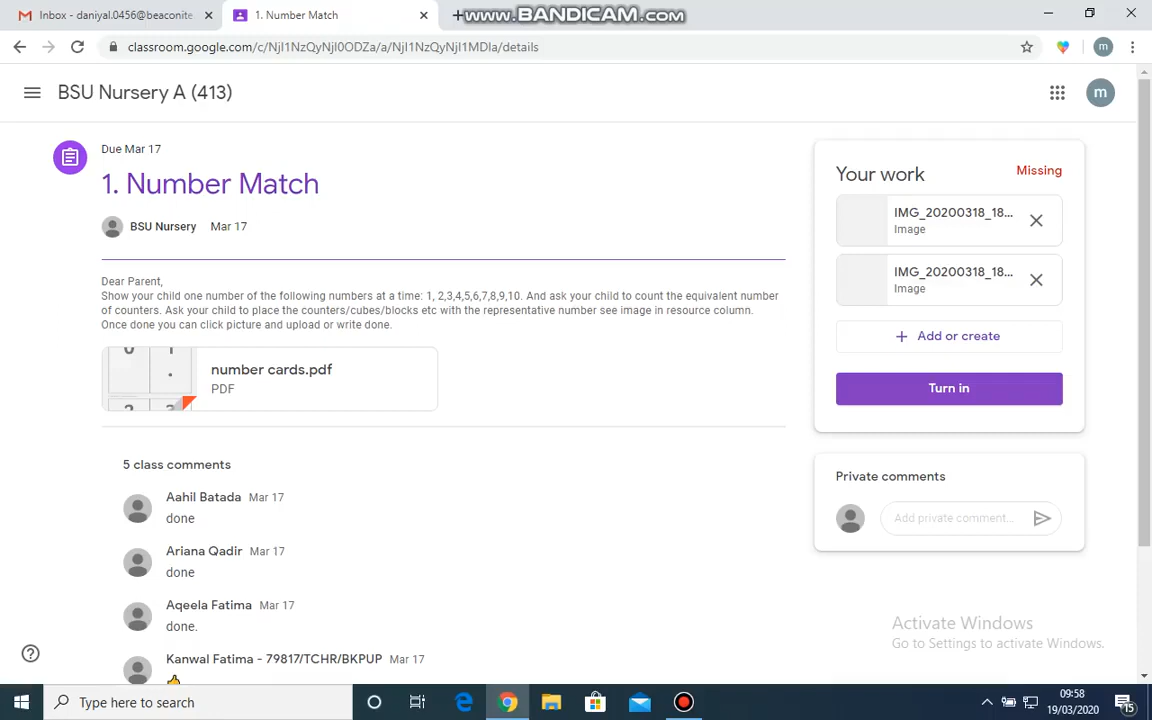 Inbox - daniyal.0456@beaconite
1. Number Match
www.BANDICAM.com
classroom.google.com/c/NjI1NzQyNjI0ODZa/a/NjI1NzQyNjI1MDIa/details
m
BSU Nursery A (413)
m
Due Mar 17
1. Number Match
BSU Nursery Mar 17
Dear Parent,
Show your child one number of the following numbers at a time: 1, 2,3,4,5,6,7,8,9,10. And ask your child to count the equivalent number
of counters. Ask your child to place the counters/cubes/blocks etc with the representative number see image in resource column.
Once done you can click picture and upload or write done.
number cards.pdf
PDF
5 class comments
Aahil Batada Mar 17
done
Ariana Qadir Mar 17
done
Aqeela Fatima Mar 17
done.
Kanwal Fatima - 79817/TCHR/BKPUP Mar 17
Your work Missing
IMG_20200318_18...
Image
IMG_20200318_18...
Image
+ Add or create
Turn in
Private comments
Add private comment...
Activate Windows
Go to Settings to activate Windows.
Type here to search
09:58
19/03/2020
15